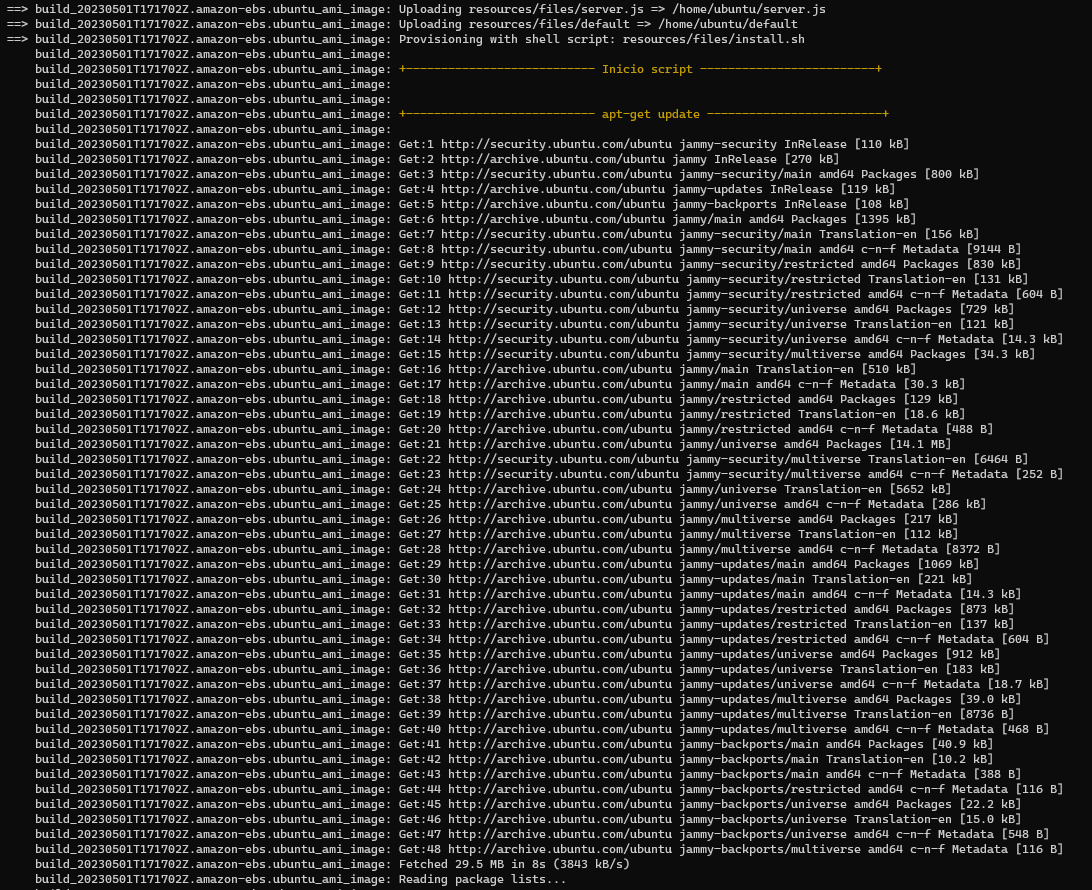 ==> build_20230501T171702Z.amazon-ebs.ubuntu_ami_image: Uploading resources/files/server.js => /home/ubuntu/server.js
==> build_20230501T171702Z.amazon-ebs.ubuntu_ami_image: Uploading resources/files/default => /home/ubuntu/default
==> build_20230501T171702Z.amazon-ebs.ubuntu_ami_image: Provisioning with shell script: resources/files/install.sh
build_20230501T171702Z.amazon-ebs.ubuntu_ami_image:
build_20230501T171702Z.amazon-ebs.ubuntu_ami_image: +--------------------------- Inicio script -------------------------+
build_20230501T171702Z.amazon-ebs.ubuntu_ami_image:
build_20230501T171702Z.amazon-ebs.ubuntu_ami_image:
build_20230501T171702Z.amazon-ebs.ubuntu_ami_image: +--------------------------- apt-get update -------------------------+
build_20230501T171702Z.amazon-ebs.ubuntu_ami_image:
build_20230501T171702Z.amazon-ebs.ubuntu_ami_image: Get:1 http://security.ubuntu.com/ubuntu jammy-security InRelease [110 kB]
build_20230501T171702Z.amazon-ebs.ubuntu_ami_image: Get:2 http://archive.ubuntu.com/ubuntu jammy InRelease [270 kB]
build_20230501T171702Z.amazon-ebs.ubuntu_ami_image: Get:3 http://security.ubuntu.com/ubuntu jammy-security/main amd64 Packages [800 kB]
build_20230501T171702Z.amazon-ebs.ubuntu_ami_image: Get:4 http://archive.ubuntu.com/ubuntu jammy-updates InRelease [119 kB]
build_20230501T171702Z.amazon-ebs.ubuntu_ami_image: Get:5 http://archive.ubuntu.com/ubuntu jammy-backports InRelease [108 kB]
build_20230501T171702Z.amazon-ebs.ubuntu_ami_image: Get:6 http://archive.ubuntu.com/ubuntu jammy/main amd64 Packages [1395 kB]
build_20230501T171702Z.amazon-ebs.ubuntu_ami_image: Get:7 http://security.ubuntu.com/ubuntu jammy-security/main Translation-en [156 kB]
build_20230501T171702Z.amazon-ebs.ubuntu_ami_image: Get:8 http://security.ubuntu.com/ubuntu jammy-security/main amd64 c-n-f Metadata [9144 B]
build_20230501T171702Z.amazon-ebs.ubuntu_ami_image: Get:9 http://security.ubuntu.com/ubuntu jammy-security/restricted amd64 Packages [830 kB]
build_20230501T171702Z.amazon-ebs.ubuntu_ami_image: Get:10 http://security.ubuntu.com/ubuntu jammy-security/restricted Translation-en [131 kB]
build_20230501T171702Z.amazon-ebs.ubuntu_ami_image: Get:11 http://security.ubuntu.com/ubuntu jammy-security/restricted amd64 c-n-f Metadata [604 B]
build_20230501T171702Z.amazon-ebs.ubuntu_ami_image: Get:12 http://security.ubuntu.com/ubuntu jammy-security/universe amd64 Packages [729 kB]
build_20230501T171702Z.amazon-ebs.ubuntu_ami_image: Get:13 http://security.ubuntu.com/ubuntu jammy-security/universe Translation-en [121 kB]
build_20230501T171702Z.amazon-ebs.ubuntu_ami_image: Get:14 http://security.ubuntu.com/ubuntu jammy-security/universe amd64 c-n-f Metadata [14.3 kB]
build_20230501T171702Z.amazon-ebs.ubuntu_ami_image: Get:15 http://security.ubuntu.com/ubuntu jammy-security/multiverse amd64 Packages [34.3 kB]
build_20230501T171702Z.amazon-ebs.ubuntu_ami_image: Get:16 http://archive.ubuntu.com/ubuntu jammy/main Translation-en [510 kB]
build_20230501T171702Z.amazon-ebs.ubuntu_ami_image: Get:17 http://archive.ubuntu.com/ubuntu jammy/main amd64 c-n-f Metadata [30.3 kB]
build_20230501T171702Z.amazon-ebs.ubuntu_ami_image: Get:18 http://archive.ubuntu.com/ubuntu jammy/restricted amd64 Packages [129 kB]
build_20230501T171702Z.amazon-ebs.ubuntu_ami_image: Get:19 http://archive.ubuntu.com/ubuntu jammy/restricted Translation-en [18.6 kB]
build_20230501T171702Z.amazon-ebs.ubuntu_ami_image: Get:20 http://archive.ubuntu.com/ubuntu jammy/restricted amd64 c-n-f Metadata [488 B]
build_20230501T171702Z.amazon-ebs.ubuntu_ami_image: Get:21 http://archive.ubuntu.com/ubuntu jammy/universe amd64 Packages [14.1 MB]
build_20230501T171702Z.amazon-ebs.ubuntu_ami_image: Get:22 http://security.ubuntu.com/ubuntu jammy-security/multiverse Translation-en [6464 B]
build_20230501T171702Z.amazon-ebs.ubuntu_ami_image: Get:23 http://security.ubuntu.com/ubuntu jammy-security/multiverse amd64 c-n-f Metadata [252 B]
build_20230501T171702Z.amazon-ebs.ubuntu_ami_image: Get:24 http://archive.ubuntu.com/ubuntu jammy/universe Translation-en [5652 kB]
build_20230501T171702Z.amazon-ebs.ubuntu_ami_image: Get:25 http://archive.ubuntu.com/ubuntu jammy/universe amd64 c-n-f Metadata [286 kB]
build_20230501T171702Z.amazon-ebs.ubuntu_ami_image: Get:26 http://archive.ubuntu.com/ubuntu jammy/multiverse amd64 Packages [217 kB]
build_20230501T171702Z.amazon-ebs.ubuntu_ami_image: Get:27 http://archive.ubuntu.com/ubuntu jammy/multiverse Translation-en [112 kB]
build_20230501T171702Z.amazon-ebs.ubuntu_ami_image: Get:28 http://archive.ubuntu.com/ubuntu jammy/multiverse amd64 c-n-f Metadata [8372 B]
build_20230501T171702Z.amazon-ebs.ubuntu_ami_image: Get:29 http://archive.ubuntu.com/ubuntu jammy-updates/main amd64 Packages [1069 kB]
build_20230501T171702Z.amazon-ebs.ubuntu_ami_image: Get:30 http://archive.ubuntu.com/ubuntu jammy-updates/main Translation-en [221 kB]
build_20230501T171702Z.amazon-ebs.ubuntu_ami_image: Get:31 http://archive.ubuntu.com/ubuntu jammy-updates/main amd64 c-n-f Metadata [14.3 kB]
build_20230501T171702Z.amazon-ebs.ubuntu_ami_image: Get:32 http://archive.ubuntu.com/ubuntu jammy-updates/restricted amd64 Packages [873 kB]
build_20230501T171702Z.amazon-ebs.ubuntu_ami_image: Get:33 http://archive.ubuntu.com/ubuntu jammy-updates/restricted Translation-en [137 kB]
build_20230501T171702Z.amazon-ebs.ubuntu_ami_image: Get:34 http://archive.ubuntu.com/ubuntu jammy-updates/restricted amd64 c-n-f Metadata [604 B]
build_20230501T171702Z.amazon-ebs.ubuntu_ami_image: Get:35 http://archive.ubuntu.com/ubuntu jammy-updates/universe amd64 Packages [912 kB]
build_20230501T171702Z.amazon-ebs.ubuntu_ami_image: Get:36 http://archive.ubuntu.com/ubuntu jammy-updates/universe Translation-en [183 kB]
build_20230501T171702Z.amazon-ebs.ubuntu_ami_image: Get:37 http://archive.ubuntu.com/ubuntu jammy-updates/universe amd64 c-n-f Metadata [18.7 kB]
build_20230501T171702Z.amazon-ebs.ubuntu_ami_image: Get:38 http://archive.ubuntu.com/ubuntu jammy-updates/multiverse amd64 Packages [39.0 kB]
build_20230501T171702Z.amazon-ebs.ubuntu_ami_image: Get:39 http://archive.ubuntu.com/ubuntu jammy-updates/multiverse Translation-en [8736 B]
build_20230501T171702Z.amazon-ebs.ubuntu_ami_image: Get:40 http://archive.ubuntu.com/ubuntu jammy-updates/multiverse amd64 c-n-f Metadata [468 B]
build_20230501T171702Z.amazon-ebs.ubuntu_ami_image: Get:41 http://archive.ubuntu.com/ubuntu jammy-backports/main amd64 Packages [40.9 kB]
build_20230501T171702Z.amazon-ebs.ubuntu_ami_image: Get:42 http://archive.ubuntu.com/ubuntu jammy-backports/main Translation-en [10.2 kB]
build_20230501T171702Z.amazon-ebs.ubuntu_ami_image: Get:43 http://archive.ubuntu.com/ubuntu jammy-backports/main amd64 c-n-f Metadata [388 B]
build_20230501T171702Z.amazon-ebs.ubuntu_ami_image: Get:44 http://archive.ubuntu.com/ubuntu jammy-backports/restricted amd64 c-n-f Metadata [116 B]
build_20230501T171702Z.amazon-ebs.ubuntu_ami_image: Get:45 http://archive.ubuntu.com/ubuntu jammy-backports/universe amd64 Packages [22.2 kB]
build_20230501T171702Z.amazon-ebs.ubuntu_ami_image: Get:46 http://archive.ubuntu.com/ubuntu jammy-backports/universe Translation-en [15.0 kB]
build_20230501T171702Z.amazon-ebs.ubuntu_ami_image: Get:47 http://archive.ubuntu.com/ubuntu jammy-backports/universe amd64 c-n-f Metadata [548 B]
build_20230501T171702Z.amazon-ebs.ubuntu_ami_image: Get:48 http://archive.ubuntu.com/ubuntu jammy-backports/multiverse amd64 c-n-f Metadata [116 B]
build_20230501T171702Z.amazon-ebs.ubuntu_ami_image: Fetched 29.5 MB in 8s (3843 kB/s)
build_20230501T171702Z.amazon-ebs.ubuntu_ami_image: Reading package lists...